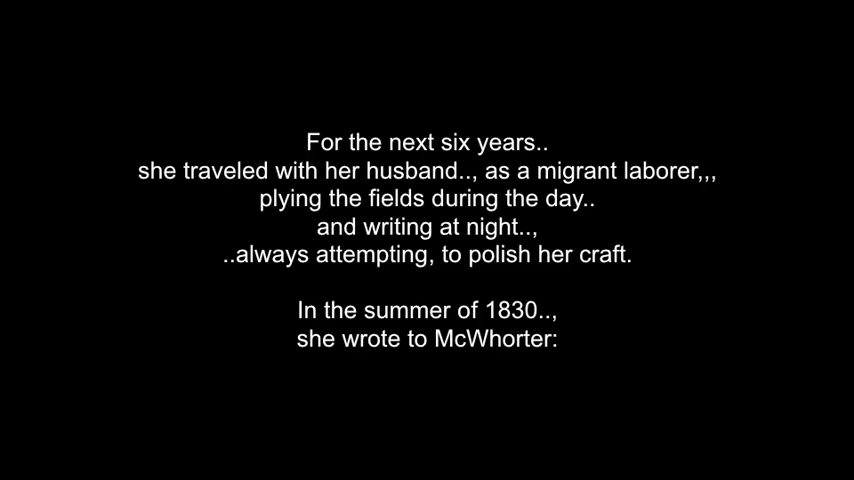 For the next six years..
she traveled with her husband.., as a migrant laborer,,,
plying the fields during the day..
and writing at night..,
..always attempting, to polish her craft.
In the summer of 1830..,
she wrote to McWhorter: